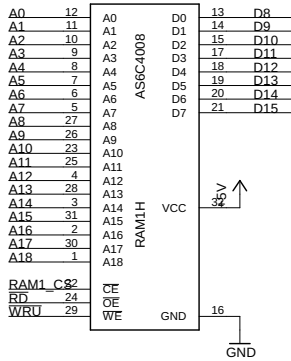 A0 12 A0 D0 13 D8
A1 11 A1 D1 14 D9
A2 10 A2 D2 15 D10
A3 9 A3 D3 17 D11
A4 8 A4 D4 18 D12
A5 7 A5 D5 19 D13
A6 6 A6 D6 20 D14
A7 5 A7 D7 21 D15
A8 27 A8
A9 26 A9
A10 23 A10
A11 25 A11
A12 4 A12
A13 28 A13
A14 3 A14 VCC 32 +5V
A15 31 A15
A16 2 A16
A17 30 A17
A18 1 A18
RAM1_CS 22 CE
RD 24 OE
WRU 29 WE GND 16
AS6C4008
RAM1H
GND